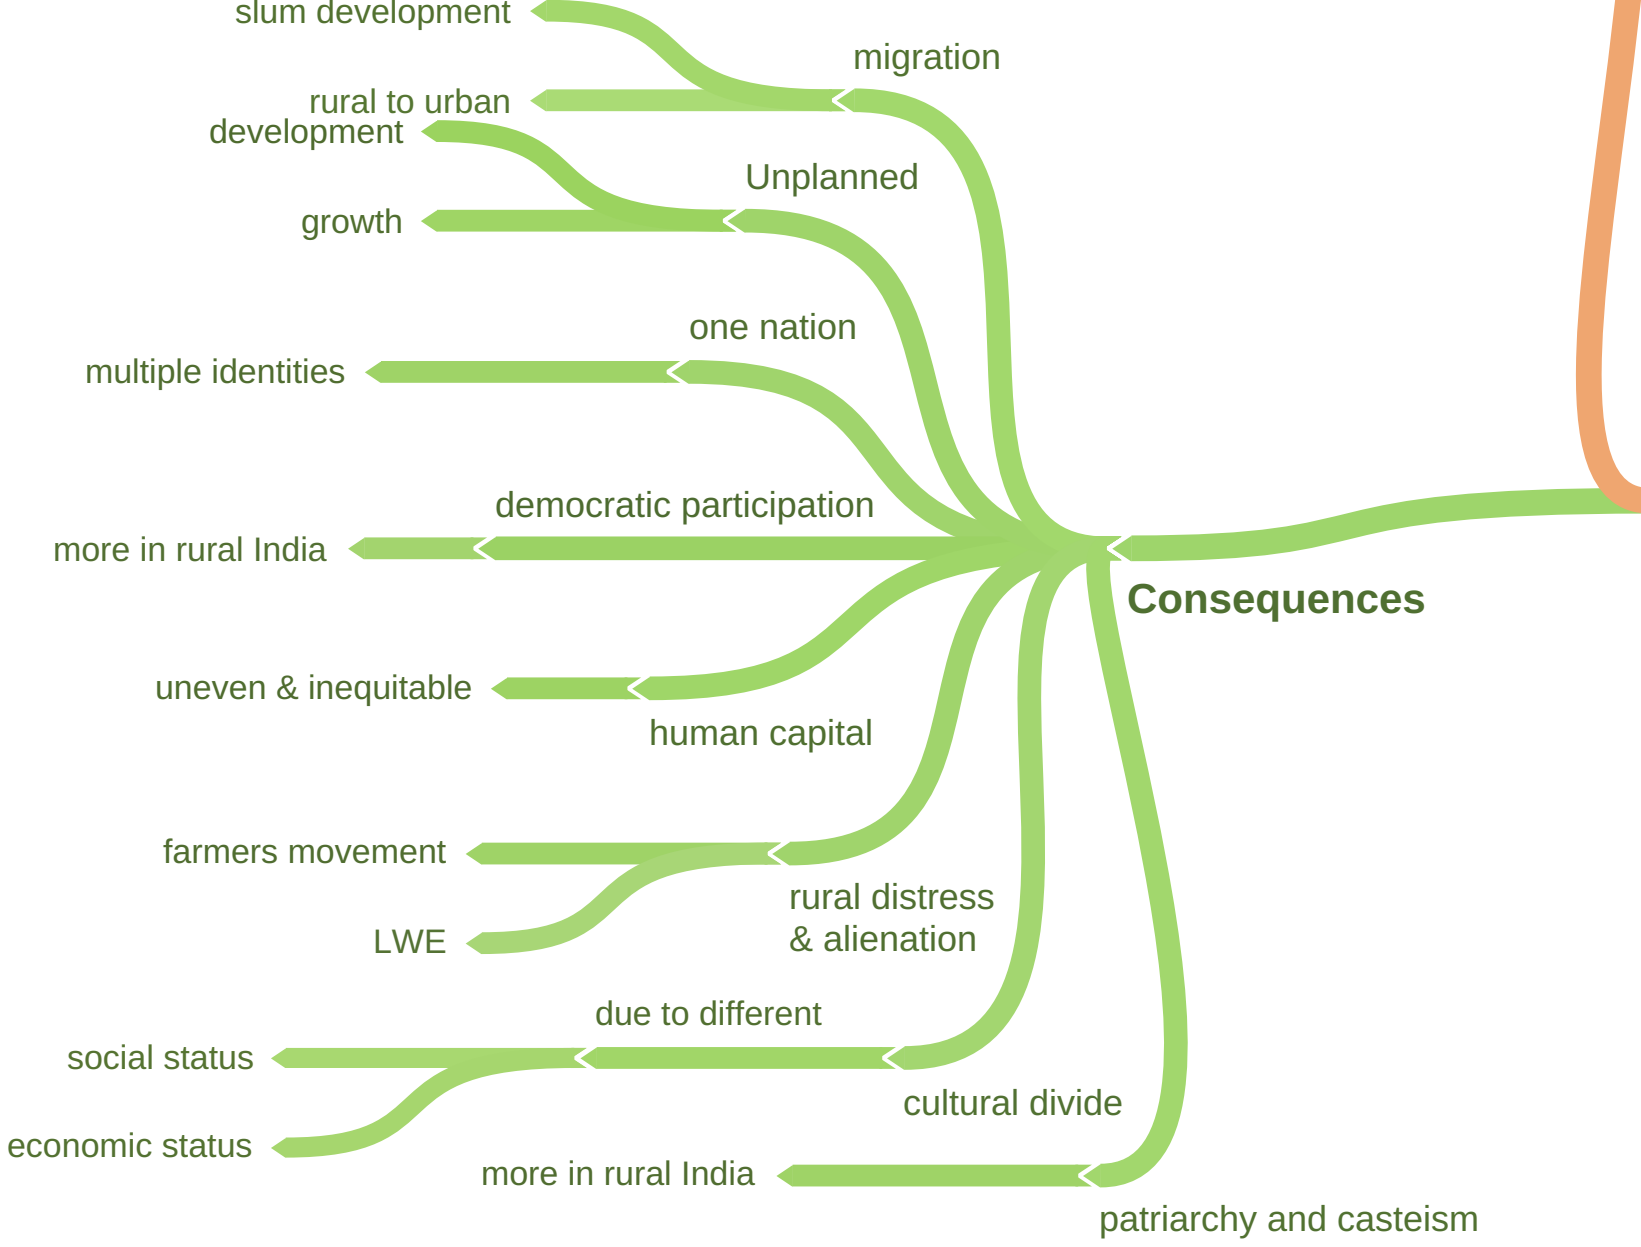 slum development
migration
rural to urban
development
Unplanned
growth
one nation
multiple identities
democratic participation
more in rural India
Consequences
uneven & inequitable
human capital
farmers movement
rural distress
& alienation
LWE
due to different
social status
cultural divide
economic status
more in rural India
patriarchy and casteism